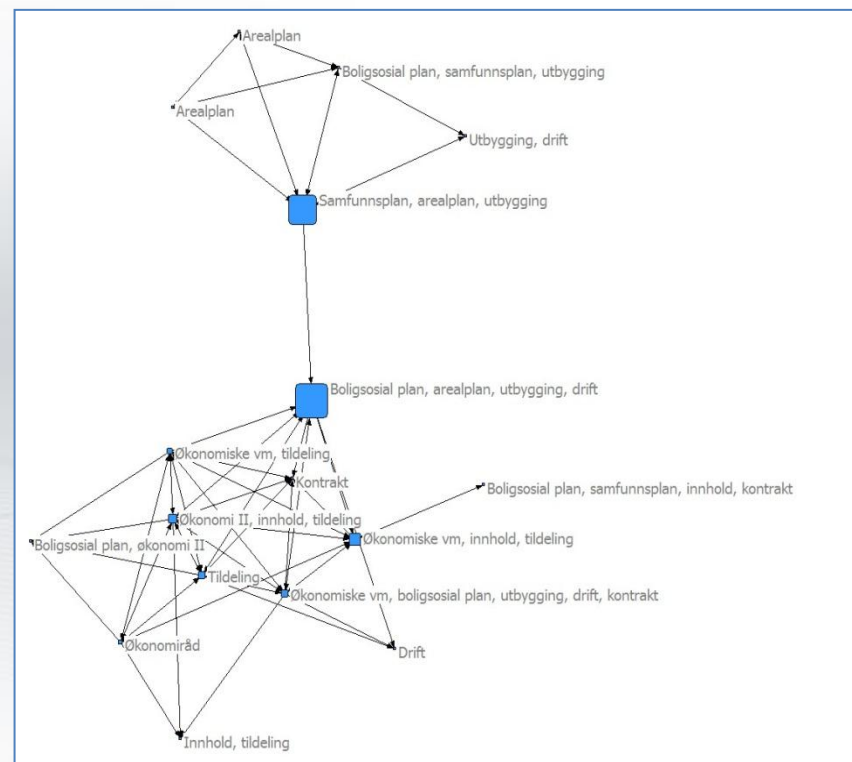 Arealplan
Boligsosial plan, samfunnsplan, utbygging
Arealplan
Utbygging, drift
Samfunnsplan, arealplan, utbygging
Boligsosial plan, arealplan, utbygging, drift
Økonomiske vm, tildeling
Kontrakt
Boligsosial plan, samfunnsplan, innhold, kontrakt
Økonomi II, innhold, tildeling
Økonomiske vm, innhold, tildeling
Boligsosial plan, økonomi II
Tildeling
Økonomiske vm, boligsosial plan, utbygging, drift, kontrakt
Økonomiråd
Drift
Innhold, tildeling